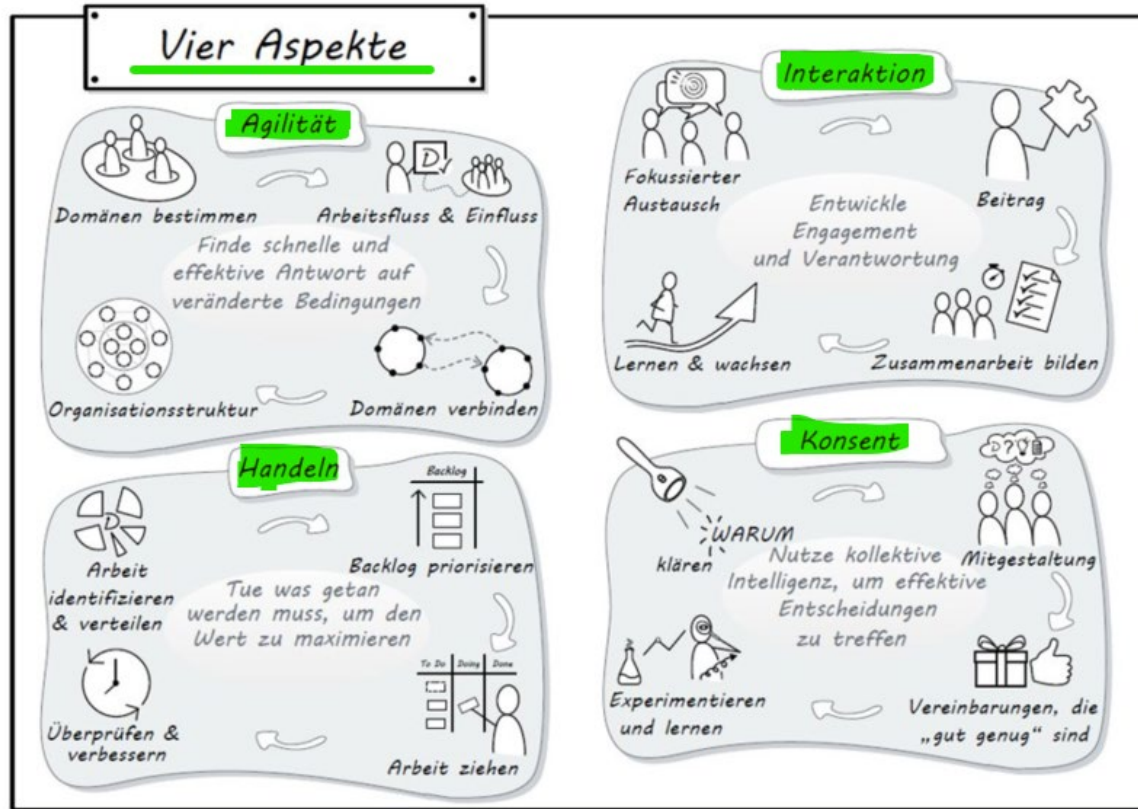 Vier Aspekte
Agilität
Domänen bestimmen
D
Arbeitsfluss & Einfluss
Finde schnelle und
effektive Antwort auf
veränderte Bedingungen
Organisationsstruktur
Domänen verbinden
Interaktion
Fokussierter
Austausch
Beitrag
Entwickle
Engagement
und Verantwortung
Lernen & wachsen
Zusammenarbeit bilden
Handeln
D
Arbeit
identifizieren
& verteilen
Backlog
Backlog priorisieren
Tue was getan
werden muss, um den
Wert zu maximieren
Überprüfen &
verbessern
To Do Doing Done
Arbeit ziehen
Konsent
WARUM
klären
D?
Mitgestaltung
Nutze kollektive
Intelligenz, um effektive
Entscheidungen
zu treffen
Experimentieren
und lernen
Vereinbarungen, die
„gut genug“ sind